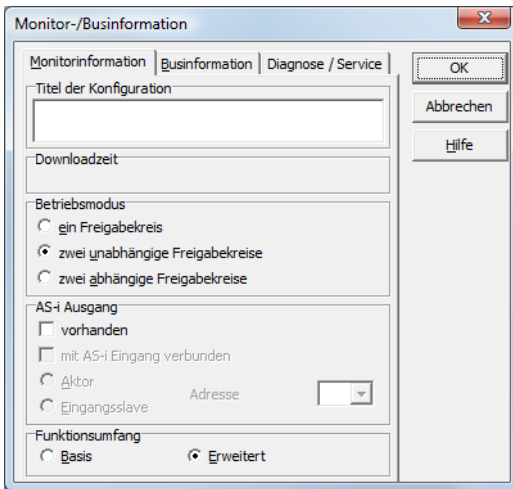 Monitor-/Businformation
Monitorinformation
Businformation
Diagnose / Service
OK
Abbrechen
Hilfe
Titel der Konfiguration
Downloadzeit
Betriebsmodus
ein Freigabekreis
zwei unabhängige Freigabekreise
zwei abhängige Freigabekreise
AS-i Ausgang
vorhanden
mit AS-i Eingang verbunden
Aktor
Adresse
Eingangsslave
Funktionsumfang
Basis
Erweitert